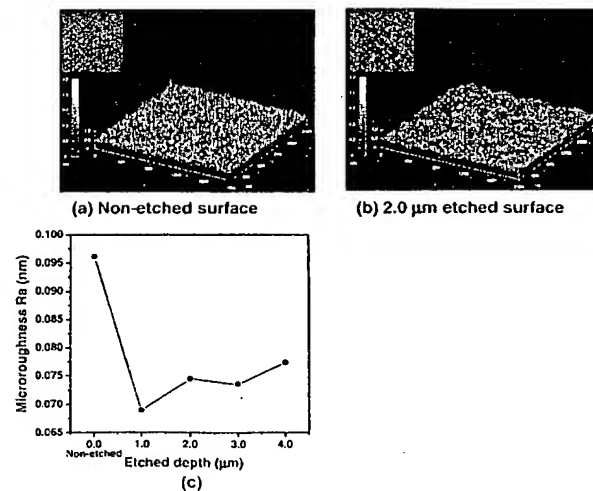 (a) Non-etched surface
(b) 2.0 µm etched surface
Microroughness Ra (nm)
0.100
0.095
0.090
0.085
0.080
0.075
0.070
0.065
0.0 1.0 2.0 3.0 4.0
Non-etched
Etched depth (µm)
(c)